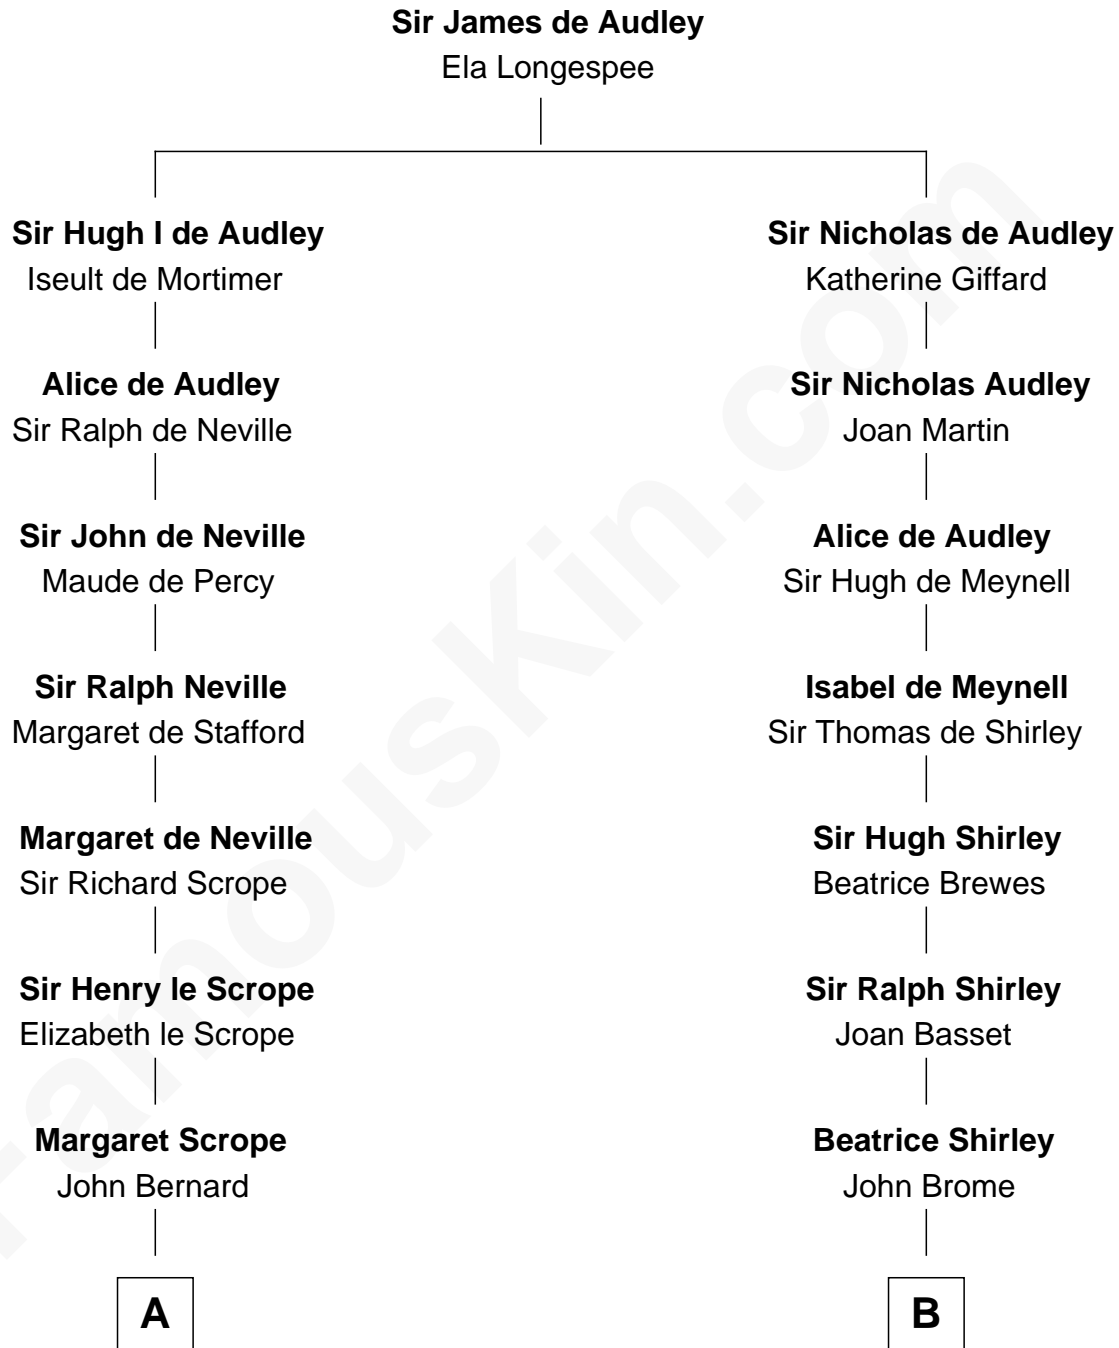 Sir James de Audley
Ela Longespee
Sir Hugh I de Audley
Iseult de Mortimer
Sir Nicholas de Audley
Katherine Giffard
Alice de Audley
Sir Ralph de Neville
Sir Nicholas Audley
Joan Martin
Sir John de Neville
Maude de Percy
Alice de Audley
Sir Hugh de Meynell
Sir Ralph Neville
Margaret de Stafford
Isabel de Meynell
Sir Thomas de Shirley
Margaret de Neville
Sir Richard Scrope
Sir Hugh Shirley
Beatrice Brewes
Sir Henry le Scrope
Elizabeth le Scrope
Sir Ralph Shirley
Joan Basset
Margaret Scrope
John Bernard
Beatrice Shirley
John Brome
A
B
FamousKin.com